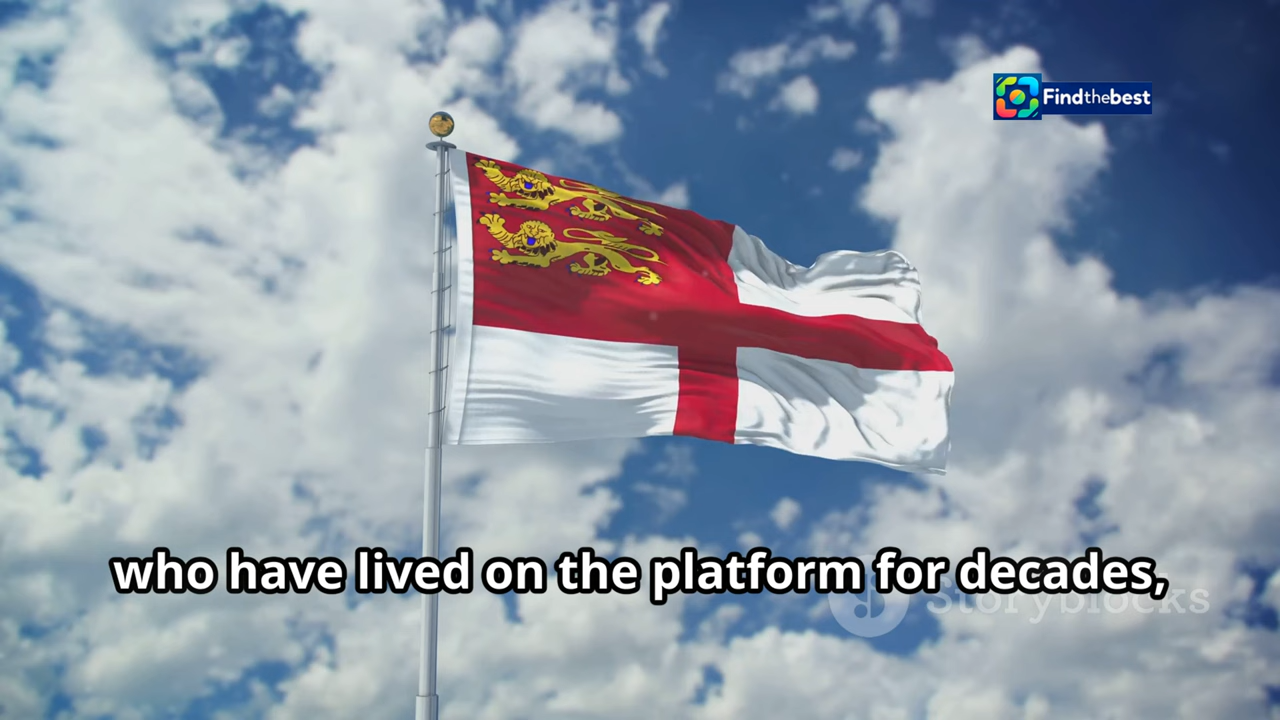 Findthebest
who have lived on the platform for decades,
Storyblocks